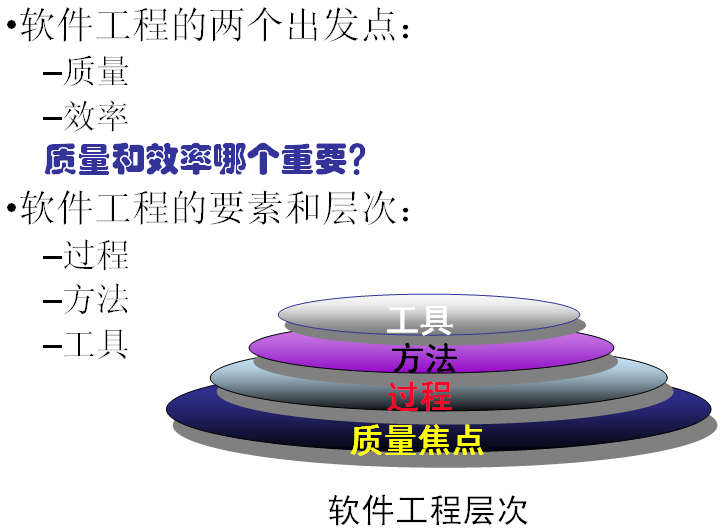 •软件工程的两个出发点：
–质量
–效率
质量和效率哪个重要？
•软件工程的要素和层次：
–过程
–方法
–工具
工具
方法
过程
质量焦点
软件工程层次